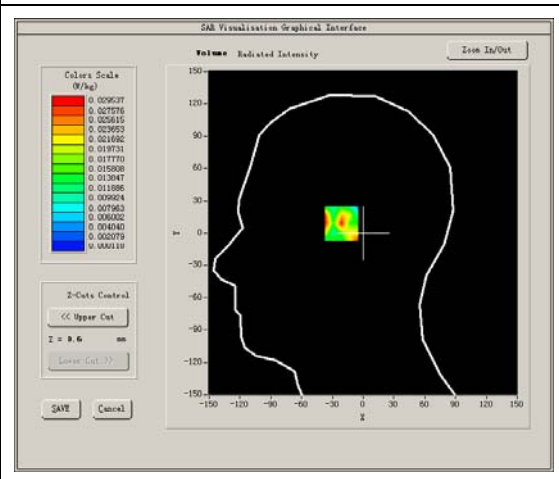 SAR Visualisation Graphical Interface
Volume Radiated Intensity
Zoom In/Out
Colors Scale
(W/kg)
0.029537
0.027576
0.025615
0.023653
0.021692
0.019731
0.017770
0.015808
0.013847
0.011886
0.009924
0.007963
0.006002
0.004040
0.002079
0.000118
Z-Cuts Control
<< Upper Cut
Z = 8.6 mm
Lower Cut >>
SAVE
Cancel
150
90
60
30
0
-30
-60
-90
-120
-150
Y
-150 -120 -90 -60 -30 0 30 60 90 120 150
X